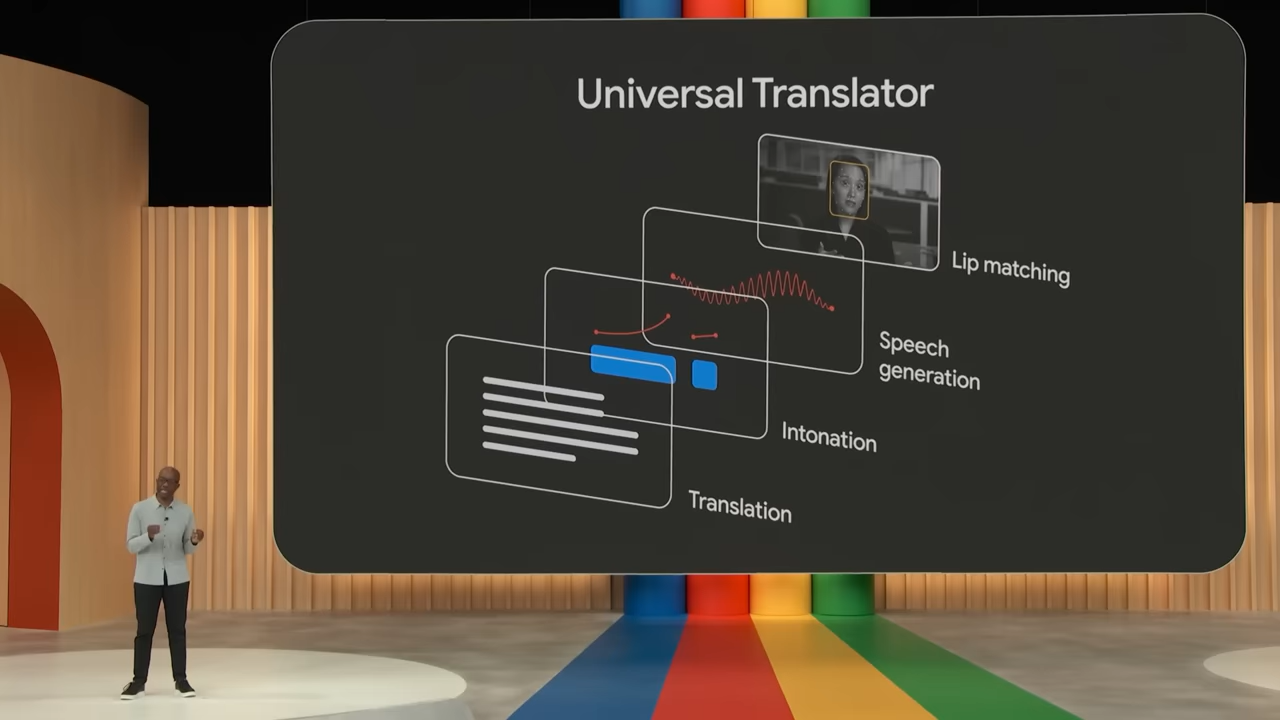 Universal Translator
Lip matching
Speech
generation
Intonation
Translation